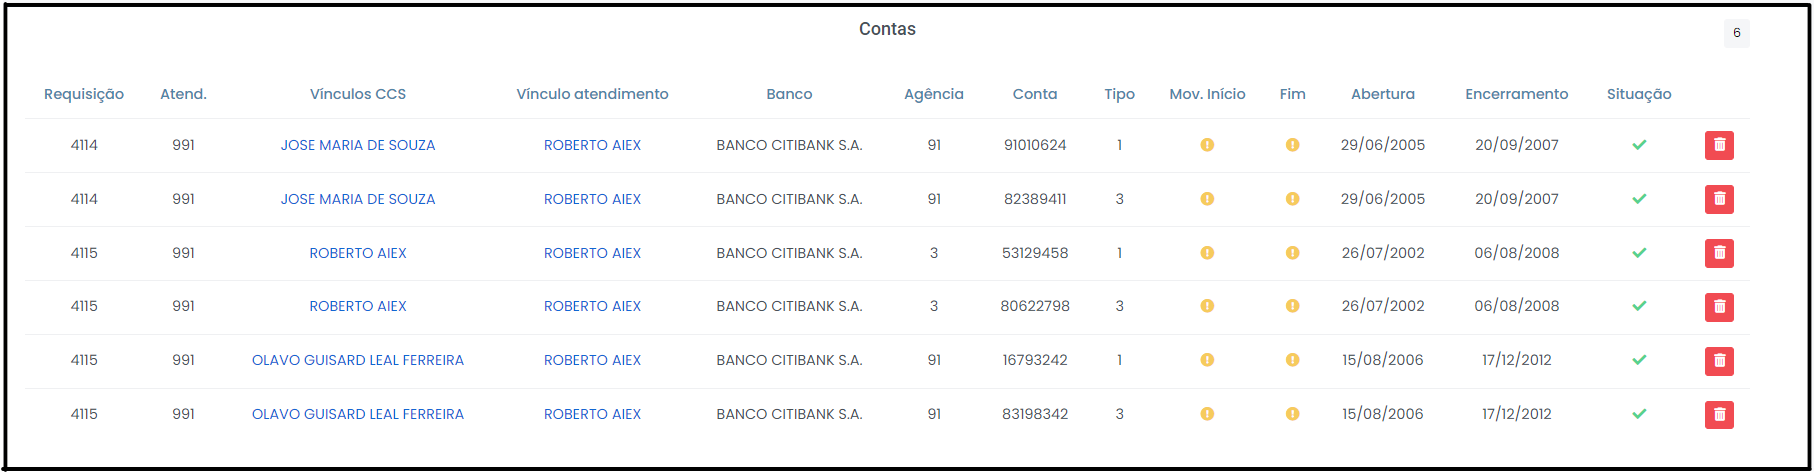 Contas
6
Requisição Atend. Vínculos CCS Vínculo atendimento Banco Agência Conta Tipo Mov. Início Fim Abertura Encerramento Situação
4114 991 JOSE MARIA DE SOUZA ROBERTO AIEX BANCO CITIBANK S.A. 91 91010624 1 29/06/2005 20/09/2007
4114 991 JOSE MARIA DE SOUZA ROBERTO AIEX BANCO CITIBANK S.A. 91 82389411 3 29/06/2005 20/09/2007
4115 991 ROBERTO AIEX ROBERTO AIEX BANCO CITIBANK S.A. 3 53129458 1 26/07/2002 06/08/2008
4115 991 ROBERTO AIEX ROBERTO AIEX BANCO CITIBANK S.A. 3 80622798 3 26/07/2002 06/08/2008
4115 991 OLAVO GUISARD LEAL FERREIRA ROBERTO AIEX BANCO CITIBANK S.A. 91 16793242 1 15/08/2006 17/12/2012
4115 991 OLAVO GUISARD LEAL FERREIRA ROBERTO AIEX BANCO CITIBANK S.A. 91 83198342 3 15/08/2006 17/12/2012